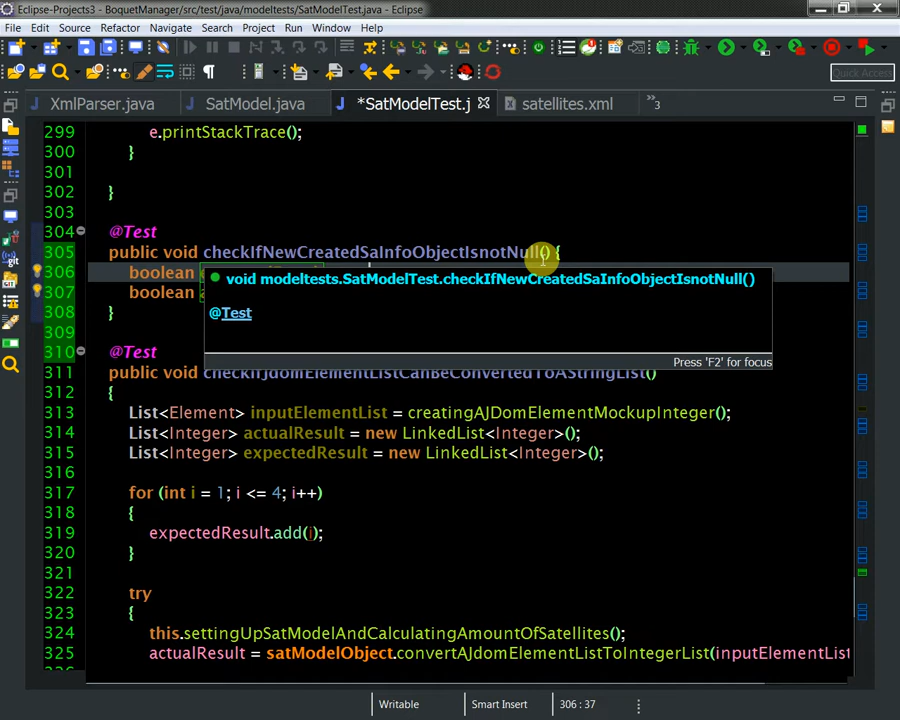 Eclipse-Projects3 - BoquetManager/src/test/java/modeltests/SatModelTest.java - Eclipse
File Edit Source Refactor Navigate Search Project Run Window Help
Quick Access
XmlParser.java SatModel.java *SatModelTest.j satellites.xml »3
299 e.printStackTrace();
300 }
301
302 }
303
304 @Test
305 public void checkIfNewCreatedSaInfoObjectIsnotNull() {
306 boolean
void modeltests.SatModelTest.checkIfNewCreatedSaInfoObjectIsnotNull()
307 boolean
308 }
@Test
309
310 @Test
Press 'F2' for focus
311 public void checkIfJdomElementListCanBeConvertedToAStringList()
312 {
313 List<Element> inputElementList = creatingAJDomElementMockupInteger();
314 List<Integer> actualResult = new LinkedList<Integer>();
315 List<Integer> expectedResult = new LinkedList<Integer>();
316
317 for (int i = 1; i <= 4; i++)
318 {
319 expectedResult.add(i);
320 }
321
322 try
323 {
324 this.settingUpSatModelAndCalculatingAmountOfSatellites();
325 actualResult = satModelObject.convertAJdomElementListToIntegerList(inputElementList
Writable Smart Insert 306 : 37